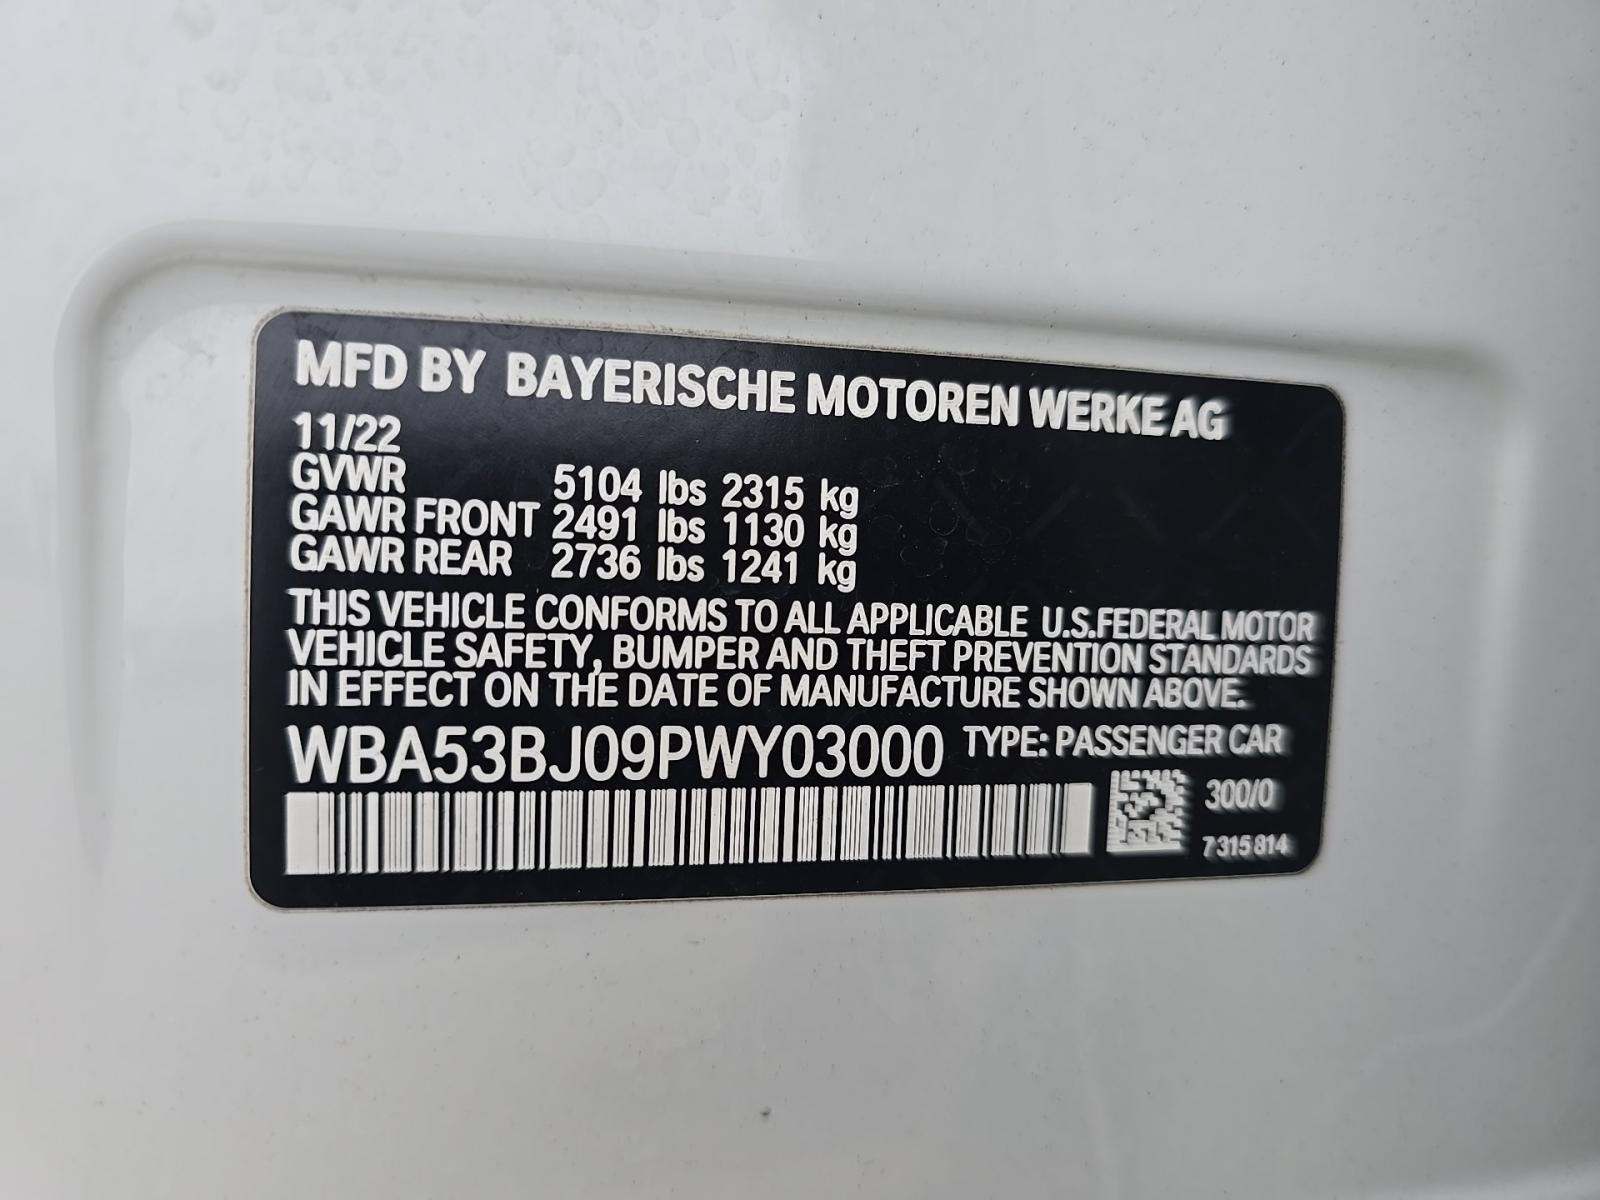 MFD BY BAYERISCHE MOTOREN WERKE AG
11/22
GVWR 5104 lbs 2315 kg
GAWR FRONT 2491 lbs 1130 kg
GAWR REAR 2736 lbs 1241 kg
THIS VEHICLE CONFORMS TO ALL APPLICABLE U.S.FEDERAL MOTOR
VEHICLE SAFETY, BUMPER AND THEFT PREVENTION STANDARDS
IN EFFECT ON THE DATE OF MANUFACTURE SHOWN ABOVE.
WBA53BJ09PWY03000 TYPE: PASSENGER CAR
300/0
7315814